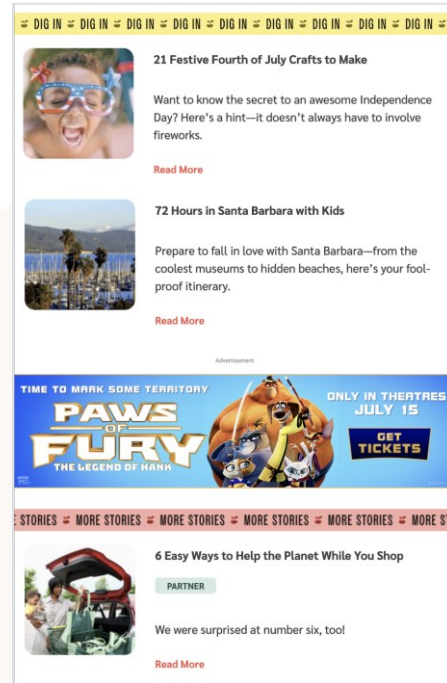 DIG IN DIG IN DIG IN DIG IN DIG IN DIG IN DIG IN DIG IN
21 Festive Fourth of July Crafts to Make
Want to know the secret to an awesome Independence
Day? Here's a hint—it doesn't always have to involve
fireworks.
Read More
72 Hours in Santa Barbara with Kids
Prepare to fall in love with Santa Barbara—from the
coolest museums to hidden beaches, here's your fool-
proof itinerary.
Read More
Advertisement
TIME TO MARK SOME TERRITORY
PAWS
OF
FURY
THE LEGEND OF HANK
ONLY IN THEATRES
JULY 15
GET
TICKETS
STORIES MORE STORIES MORE STORIES MORE STORIES MORE STORIES MORE
6 Easy Ways to Help the Planet While You Shop
PARTNER
We were surprised at number six, too!
Read More